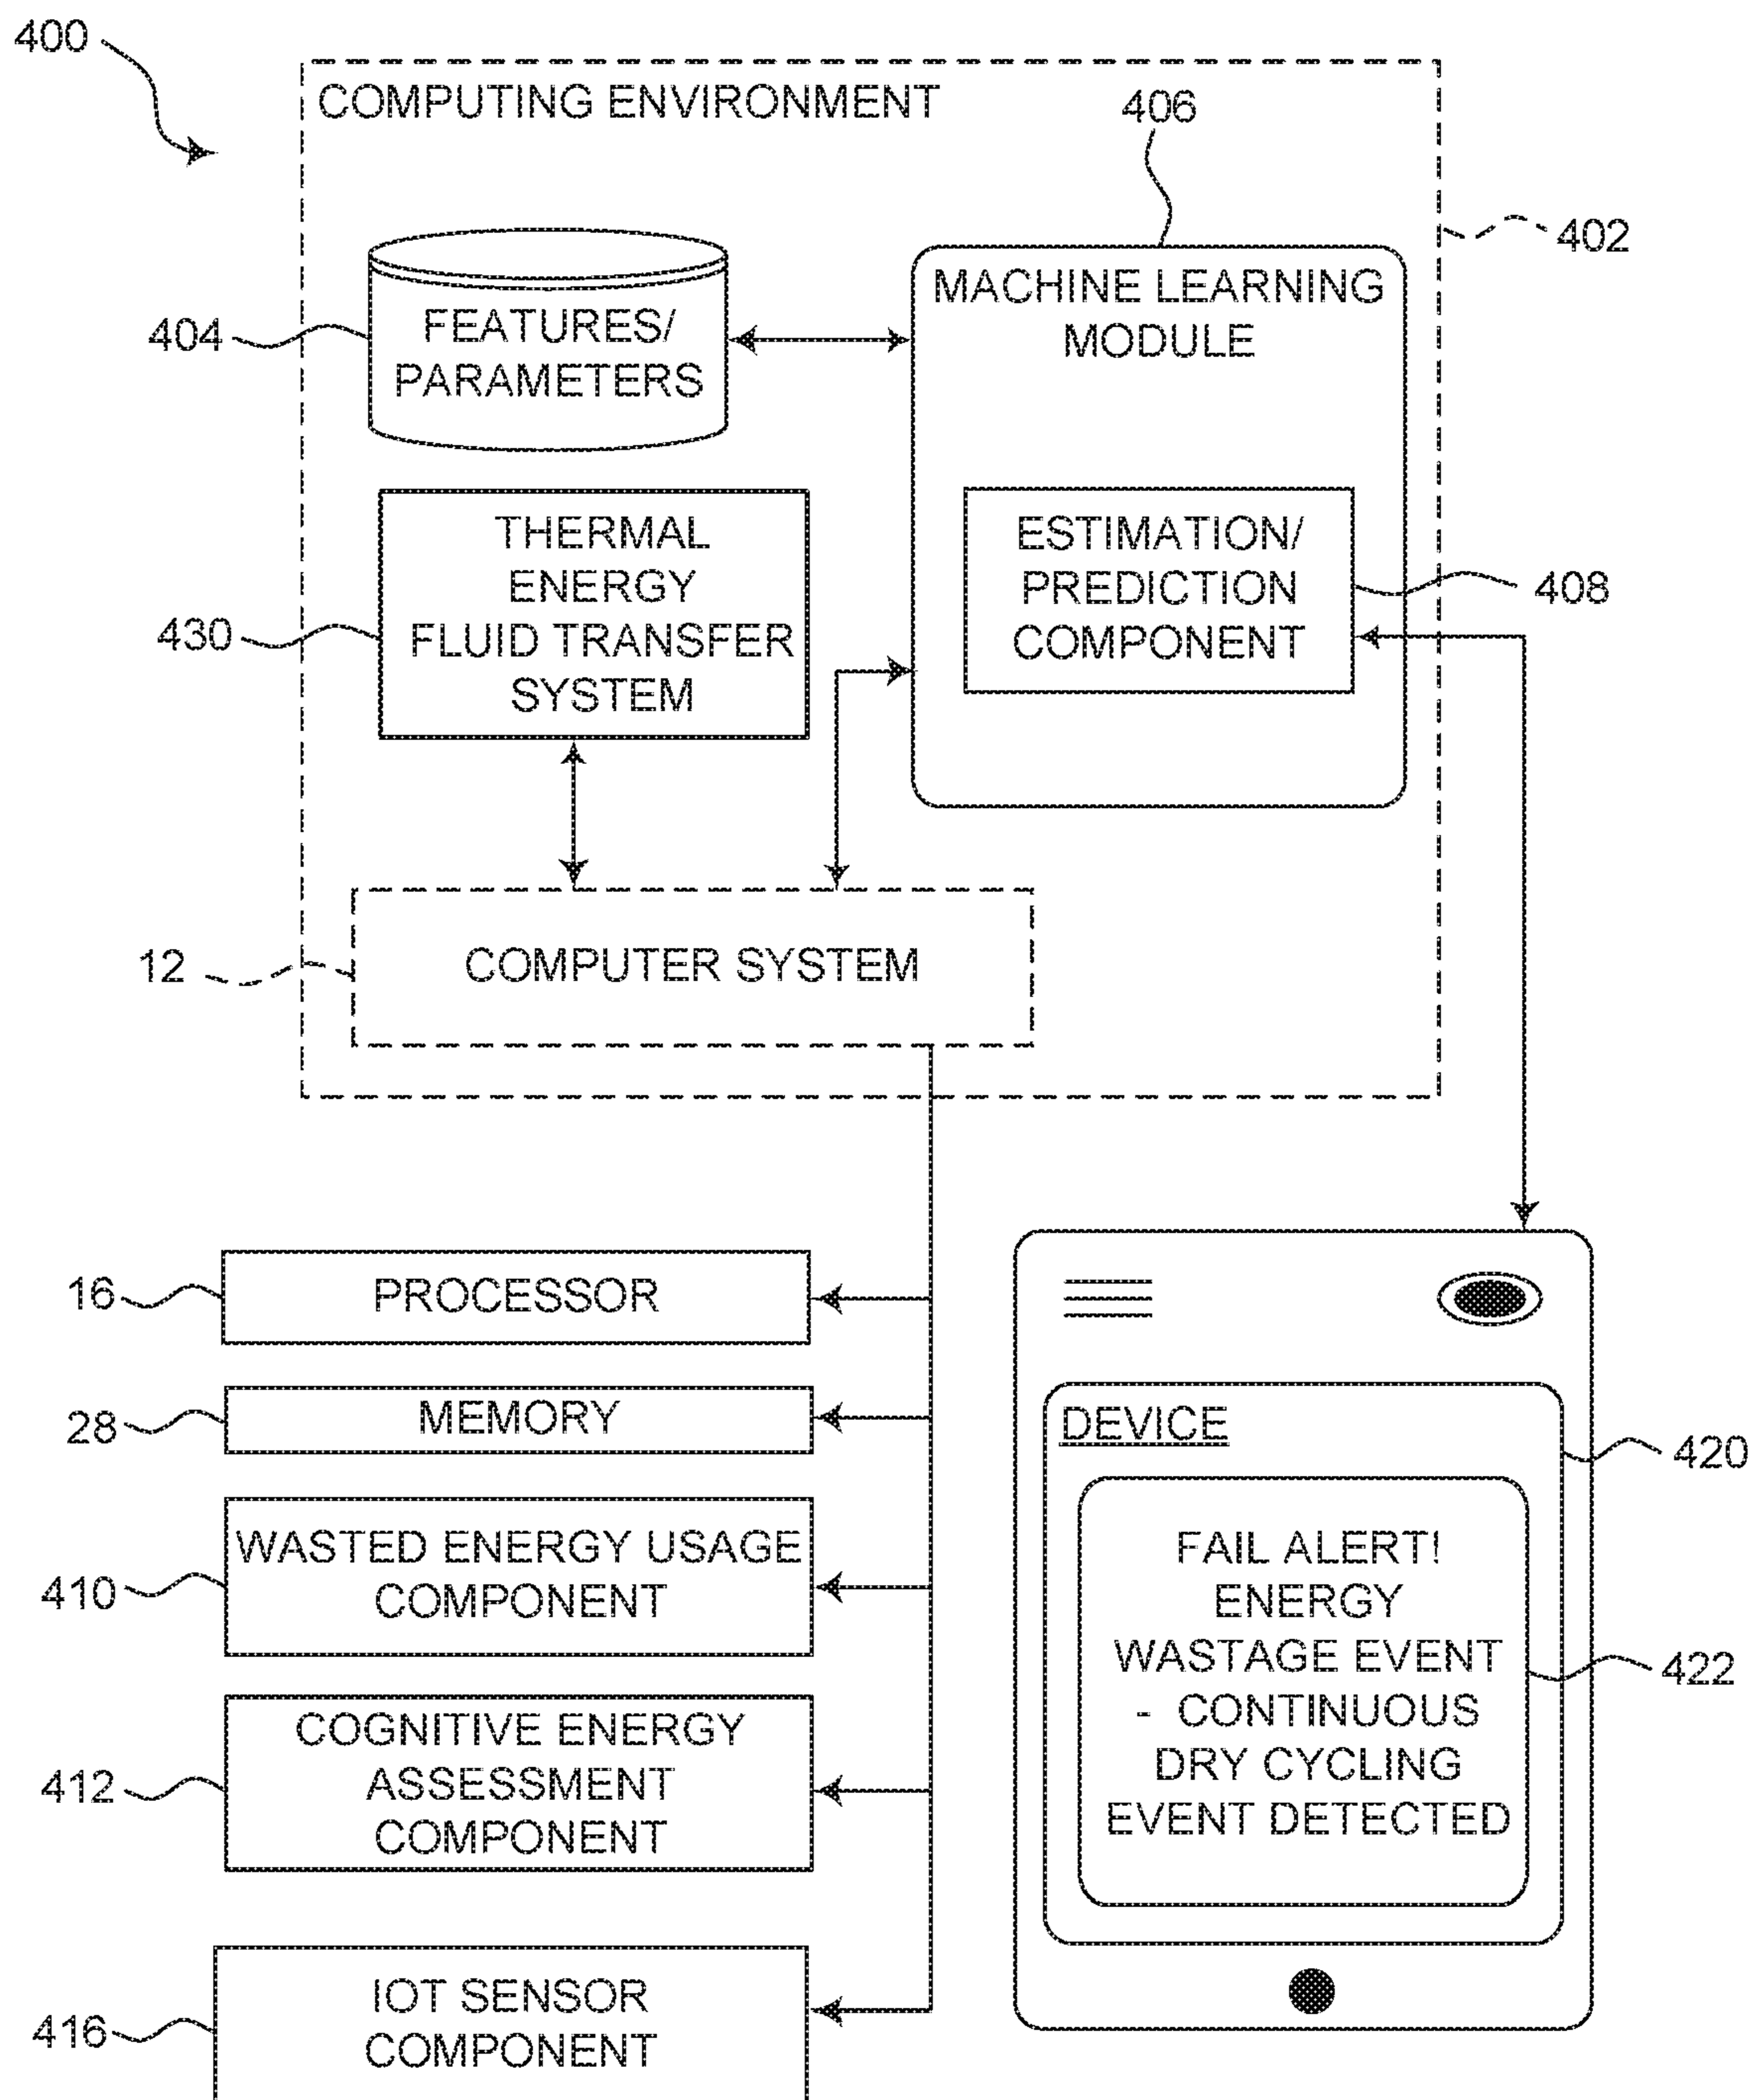 400
COMPUTING ENVIRONMENT
406
402
404
FEATURES/
PARAMETERS
MACHINE LEARNING
MODULE
430
THERMAL
ENERGY
FLUID TRANSFER
SYSTEM
ESTIMATION/
PREDICTION
COMPONENT
408
12
COMPUTER SYSTEM
16
PROCESSOR
28
MEMORY
410
WASTED ENERGY USAGE
COMPONENT
412
COGNITIVE ENERGY
ASSESSMENT
COMPONENT
416
IOT SENSOR
COMPONENT
DEVICE
420
FAIL ALERT!
ENERGY
WASTAGE EVENT
- CONTINUOUS
DRY CYCLING
EVENT DETECTED
422